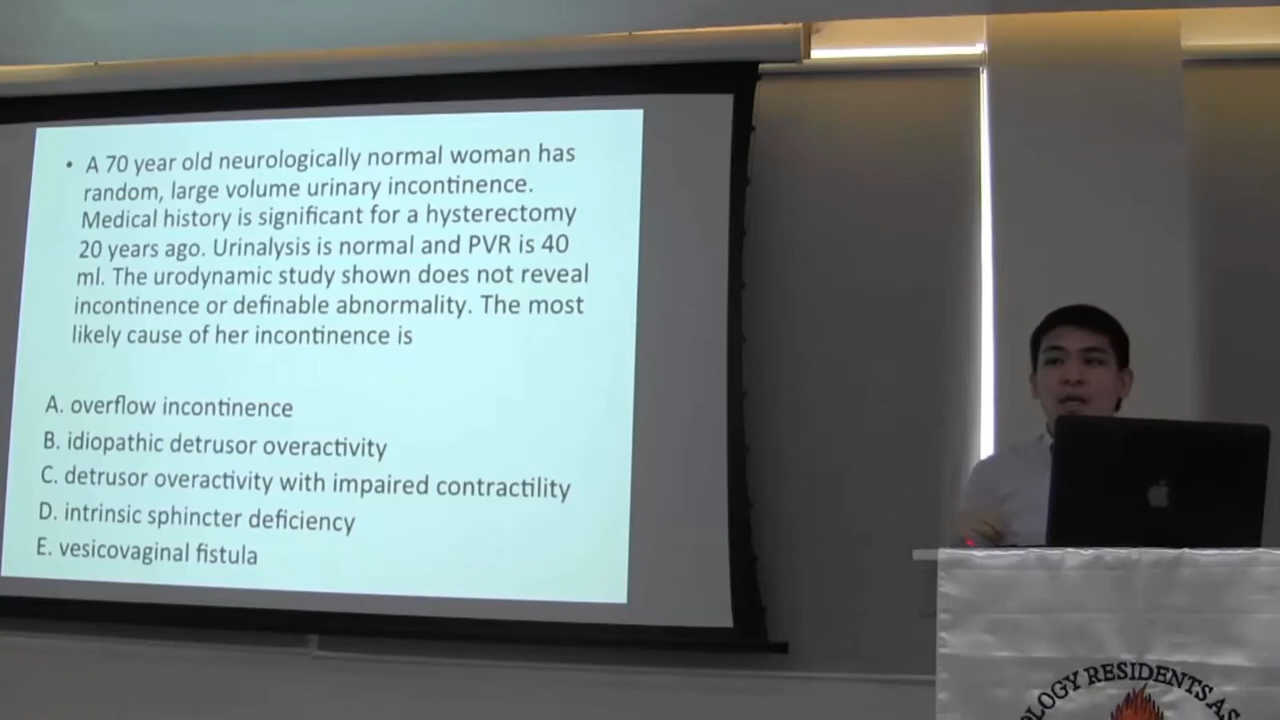 • A 70 year old neurologically normal woman has
random, large volume urinary incontinence.
Medical history is significant for a hysterectomy
20 years ago. Urinalysis is normal and PVR is 40
ml. The urodynamic study shown does not reveal
incontinence or definable abnormality. The most
likely cause of her incontinence is
A. overflow incontinence
B. idiopathic detrusor overactivity
C. detrusor overactivity with impaired contractility
D. intrinsic sphincter deficiency
E. vesicovaginal fistula
OLOGY RESIDENTS AS